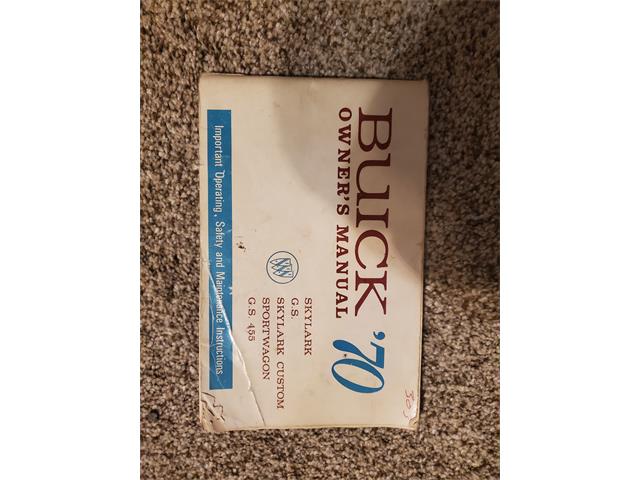 BUICK '70
OWNER'S MANUAL
SKYLARK
G.S.
SKYLARK CUSTOM
SPORTWAGON
G.S. 455
Important Operating, Safety and Maintenance Instructions